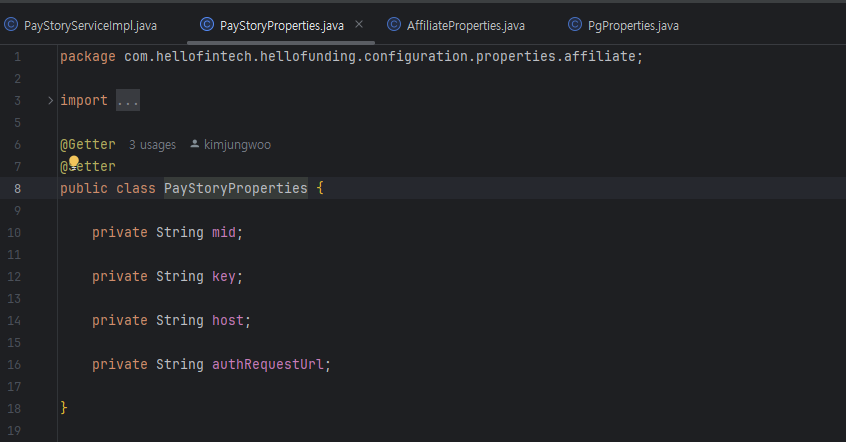 PayStoryServiceImpl.java PayStoryProperties.java AffiliateProperties.java PgProperties.java
1 package com.hellofintech.hellofunding.configuration.properties.affiliate;
2
3 import ...
5
6 @Getter 3 usages kimjungwoo
7 @Setter
8 public class PayStoryProperties {
9
10 private String mid;
11
12 private String key;
13
14 private String host;
15
16 private String authRequestUrl;
17
18 }
19